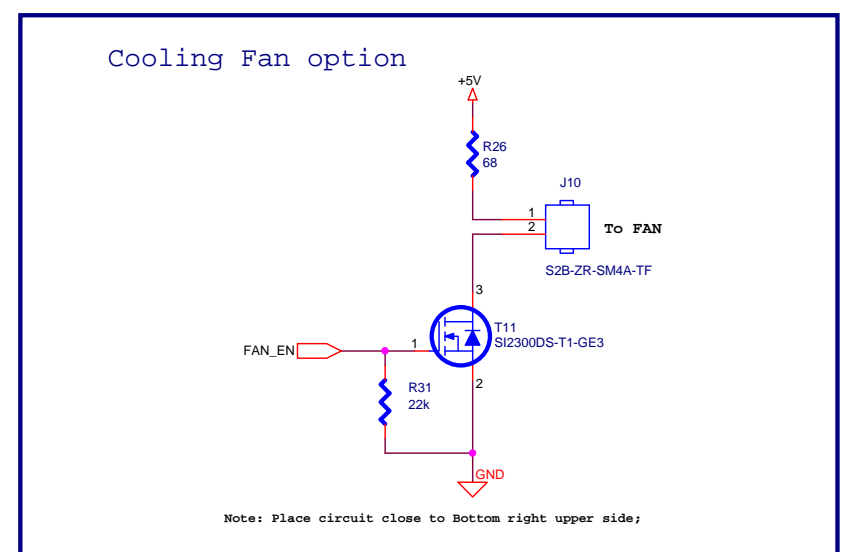 Cooling Fan option
+5V
R26
68
J10
1
2
To FAN
S2B-ZR-SM4A-TF
3
T11
SI2300DS-T1-GE3
FAN_EN
1
2
R31
22k
GND
Note: Place circuit close to Bottom right upper side;